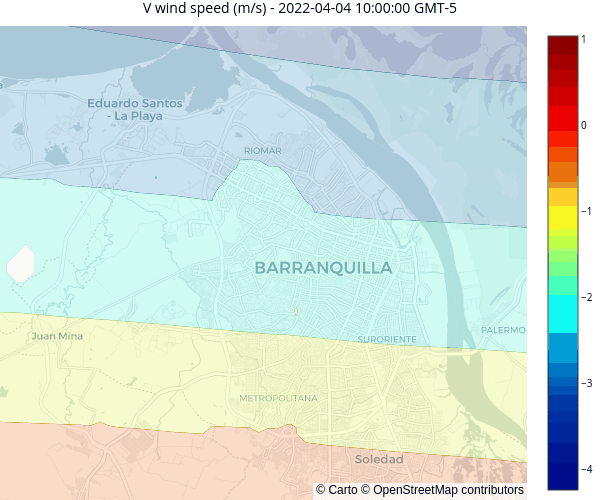 V wind speed (m/s) - 2022-04-04 10:00:00 GMT-5
1
Eduardo Santos
- La Playa
0
RIOMAR
−1
BARRANQUILLA
−2
PALERMO
Juan Mina
SURORIENTE
−3
METROPOLITANA
Soledad
−4
© Carto © OpenStreetMap contributors